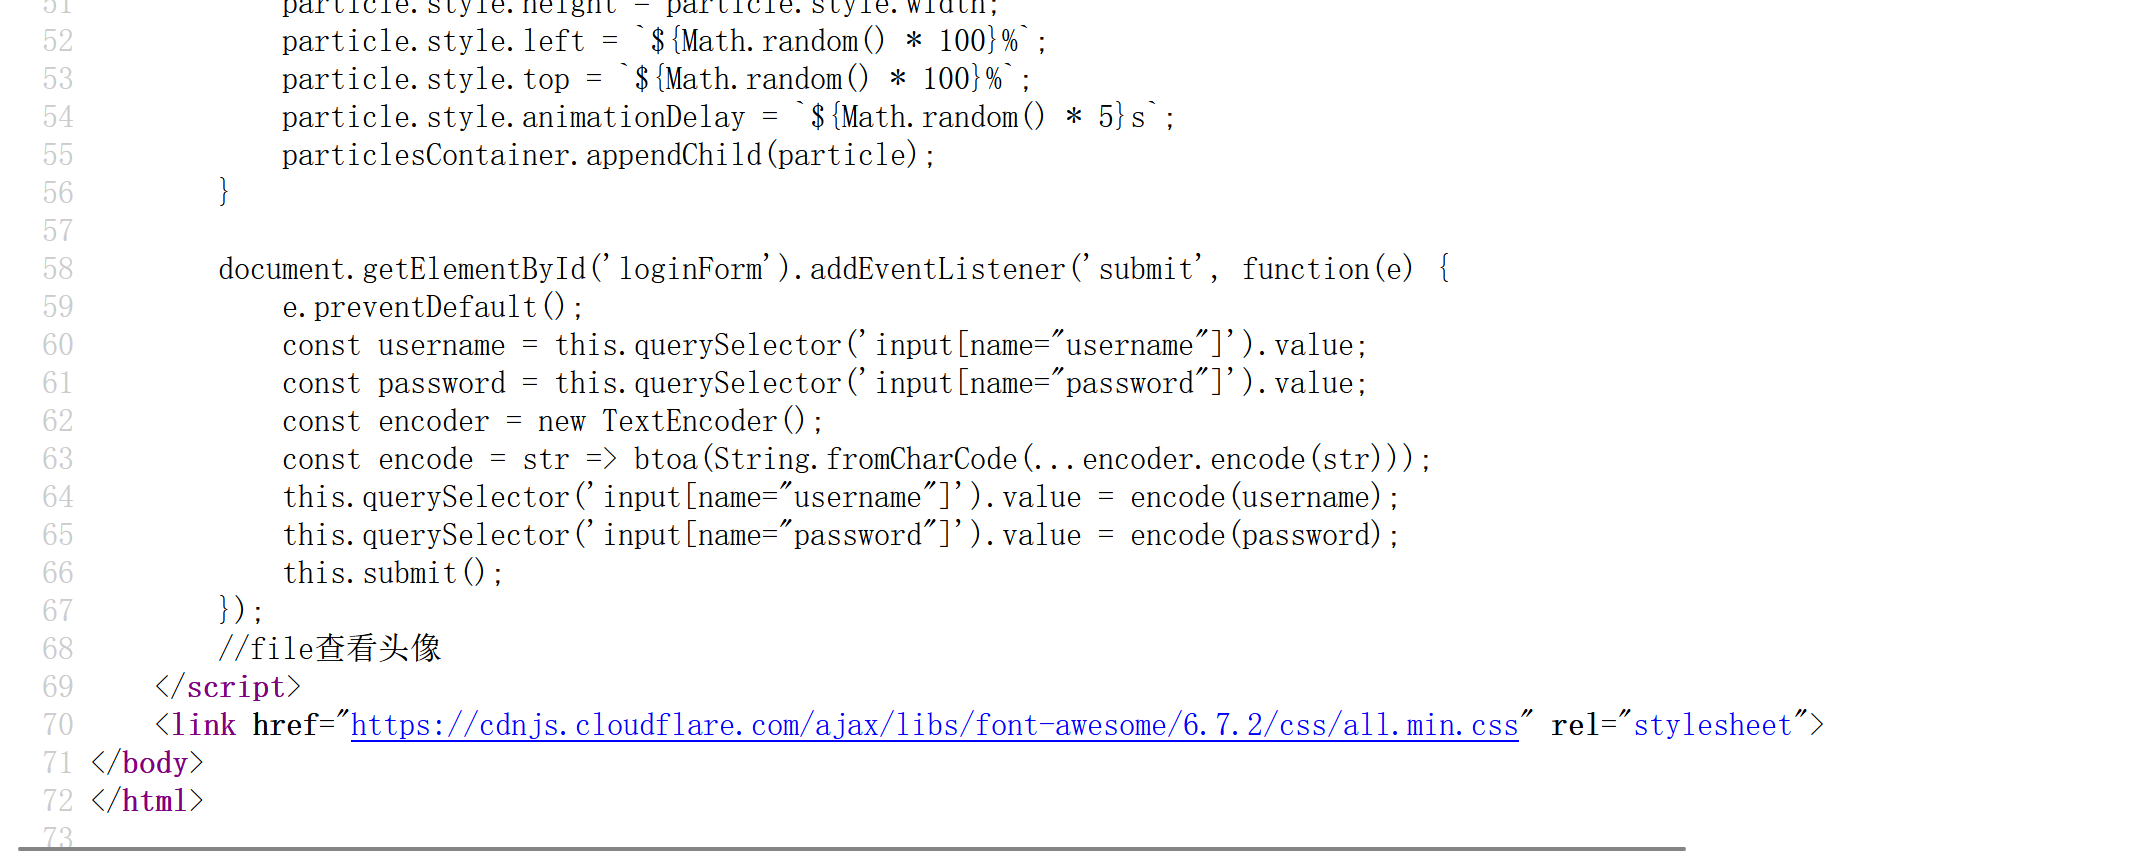 51 particle.style.height = particle.style.width;
52 particle.style.left = `${Math.random() * 100}%`;
53 particle.style.top = `${Math.random() * 100}%`;
54 particle.style.animationDelay = `${Math.random() * 5}s`;
55 particlesContainer.appendChild(particle);
56 }
57
58 document.getElementById('loginForm').addEventListener('submit', function(e) {
59 e.preventDefault();
60 const username = this.querySelector('input[name="username"]').value;
61 const password = this.querySelector('input[name="password"]').value;
62 const encoder = new TextEncoder();
63 const encode = str => btoa(String.fromCharCode(...encoder.encode(str)));
64 this.querySelector('input[name="username"]').value = encode(username);
65 this.querySelector('input[name="password"]').value = encode(password);
66 this.submit();
67 });
68 //file查看头像
69 </script>
70 <link href="https://cdnjs.cloudflare.com/ajax/libs/font-awesome/6.7.2/css/all.min.css" rel="stylesheet">
71 </body>
72 </html>
73